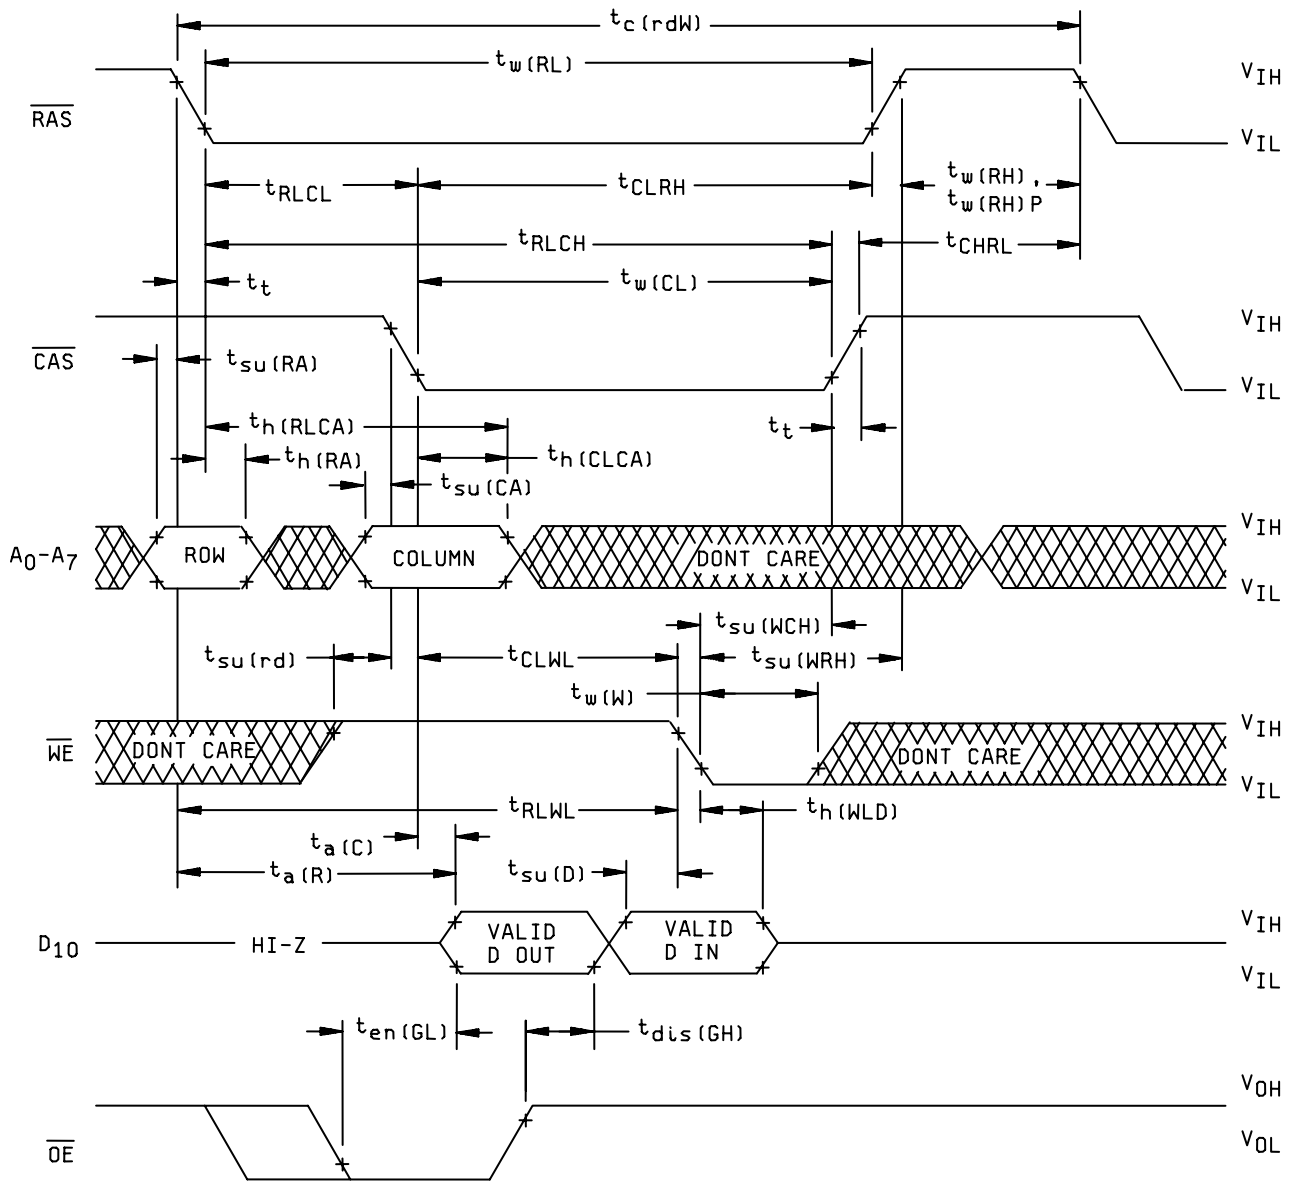 tc(rdW)
tw(RL)
VIH
RAS
VIL
tRLCL
tCLRH
tw(RH),
tw(RH)P
tRLCH
tCHRL
tt
tw(CL)
VIH
CAS
tsu(RA)
VIL
th(RLCA)
tt
th(RA)
th(CLCA)
tsu(CA)
VIH
A0-A7
ROW
COLUMN
DONT CARE
VIL
tsu(WCH)
tsu(rd)
tCLWL
tsu(WRH)
tw(W)
VIH
WE
DONT CARE
DONT CARE
VIL
tRLWL
th(WLD)
ta(C)
ta(R)
tsu(D)
VIH
D10
HI-Z
VALID
D OUT
VALID
D IN
VIL
ten(GL)
tdis(GH)
VOH
OE
VOL